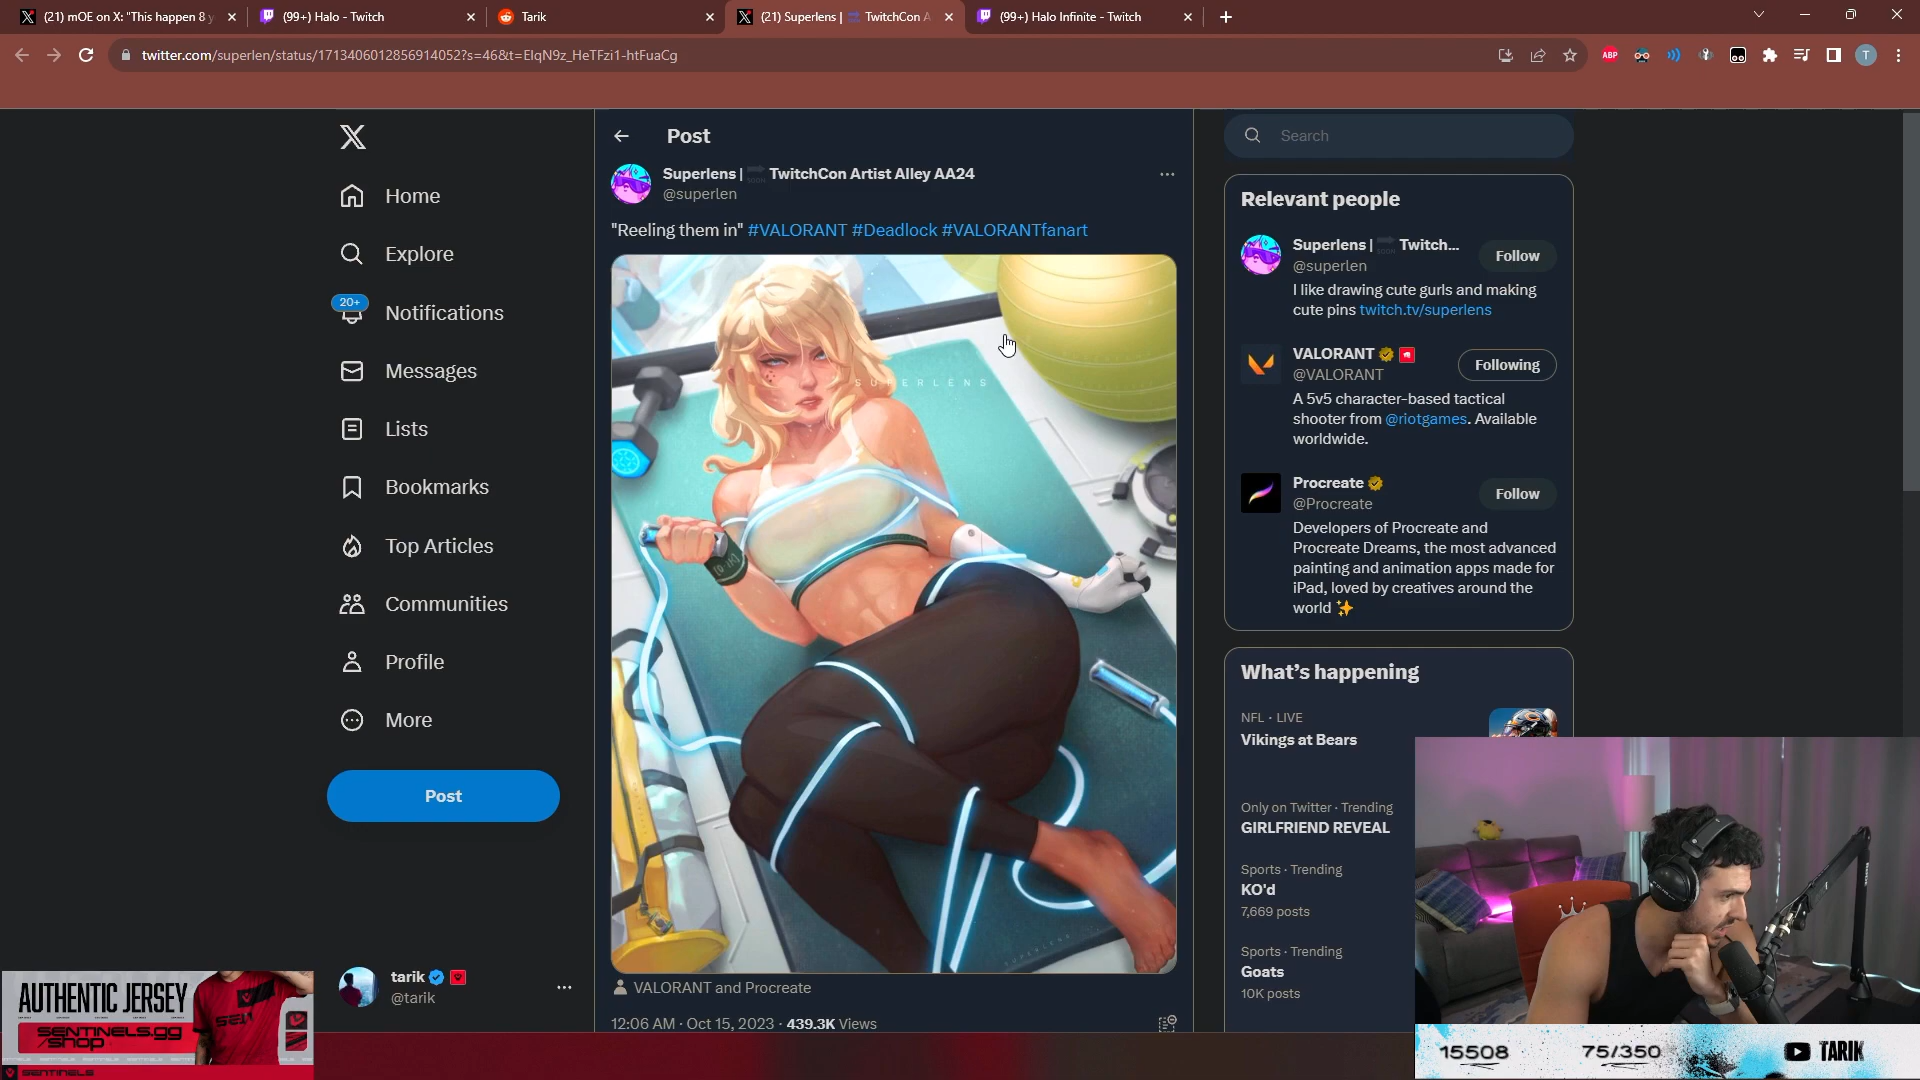 (21) mOE on X: "This happen 8 y
(99+) Halo - Twitch
Tarik
(21) Superlens | TwitchCon A
(99+) Halo Infinite - Twitch
twitter.com/superlen/status/1713406012856914052?s=46&t=ElqN9z_HeTFzi1-htFuaCg
ABP
T
Home
Explore
20+
Notifications
Messages
Lists
Bookmarks
Top Articles
Communities
Profile
More
Post
tarik
@tarik
Post
Superlens | SOON TwitchCon Artist Alley AA24
@superlen
"Reeling them in" #VALORANT #Deadlock #VALORANTfanart
SUPERLENS
SUPERLENS
VALORANT and Procreate
12:06 AM · Oct 15, 2023 · 439.3K Views
Search
Relevant people
Superlens | SOON Twitch...
@superlen
Follow
I like drawing cute gurls and making
cute pins twitch.tv/superlens
VALORANT
@VALORANT
Following
A 5v5 character-based tactical
shooter from @riotgames. Available
worldwide.
Procreate
@Procreate
Follow
Developers of Procreate and
Procreate Dreams, the most advanced
painting and animation apps made for
iPad, loved by creatives around the
world ✨
What's happening
NFL · LIVE
Vikings at Bears
Only on Twitter · Trending
GIRLFRIEND REVEAL
Sports · Trending
KO'd
7,669 posts
Sports · Trending
Goats
10K posts
AUTHENTIC JERSEY
SENTINELS.GG
/SHOP
SENTINELS
15508
75/350
TARIK